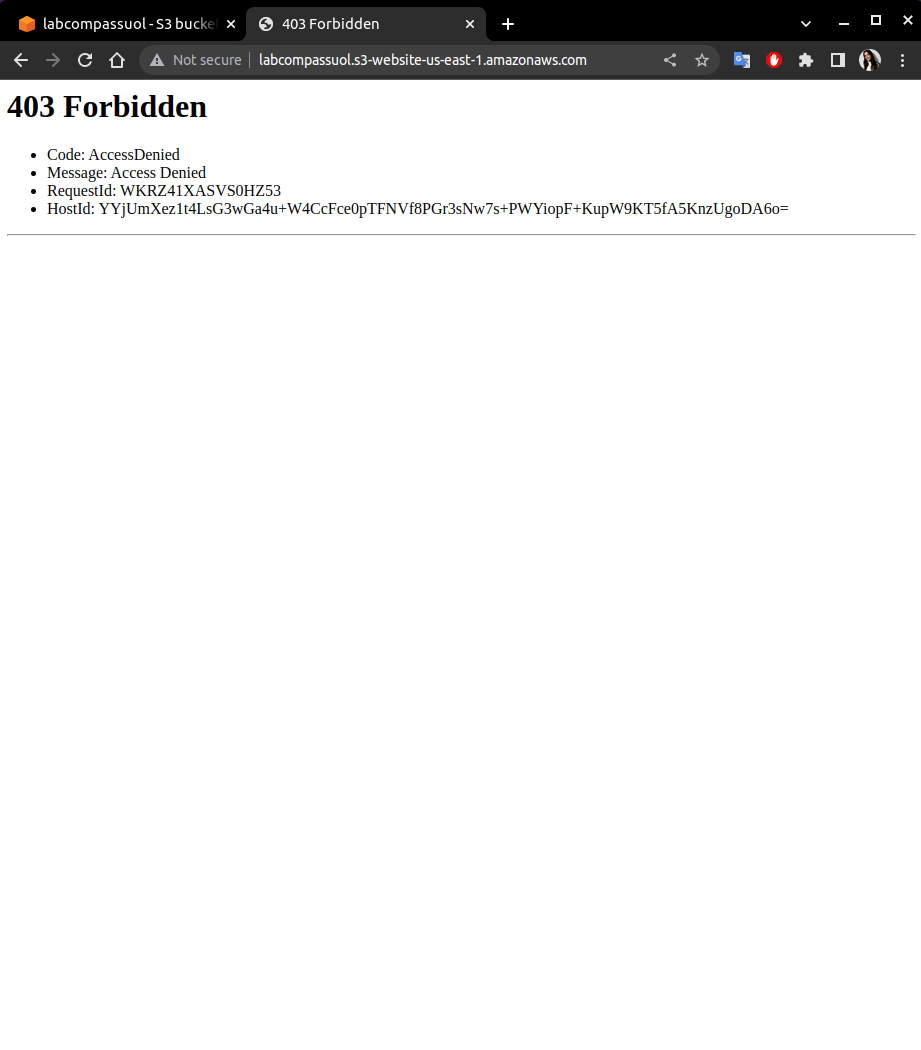 labcompassuol - S3 bucke
403 Forbidden
Not secure
labcompassuol.s3-website-us-east-1.amazonaws.com
403 Forbidden
Code: AccessDenied
Message: Access Denied
RequestId: WKRZ41XASVS0HZ53
HostId: YYjUmXez1t4LsG3wGa4u+W4CcFce0pTFNVf8PGr3sNw7s+PWYiopF+KupW9KT5fA5KnzUgoDA6o=